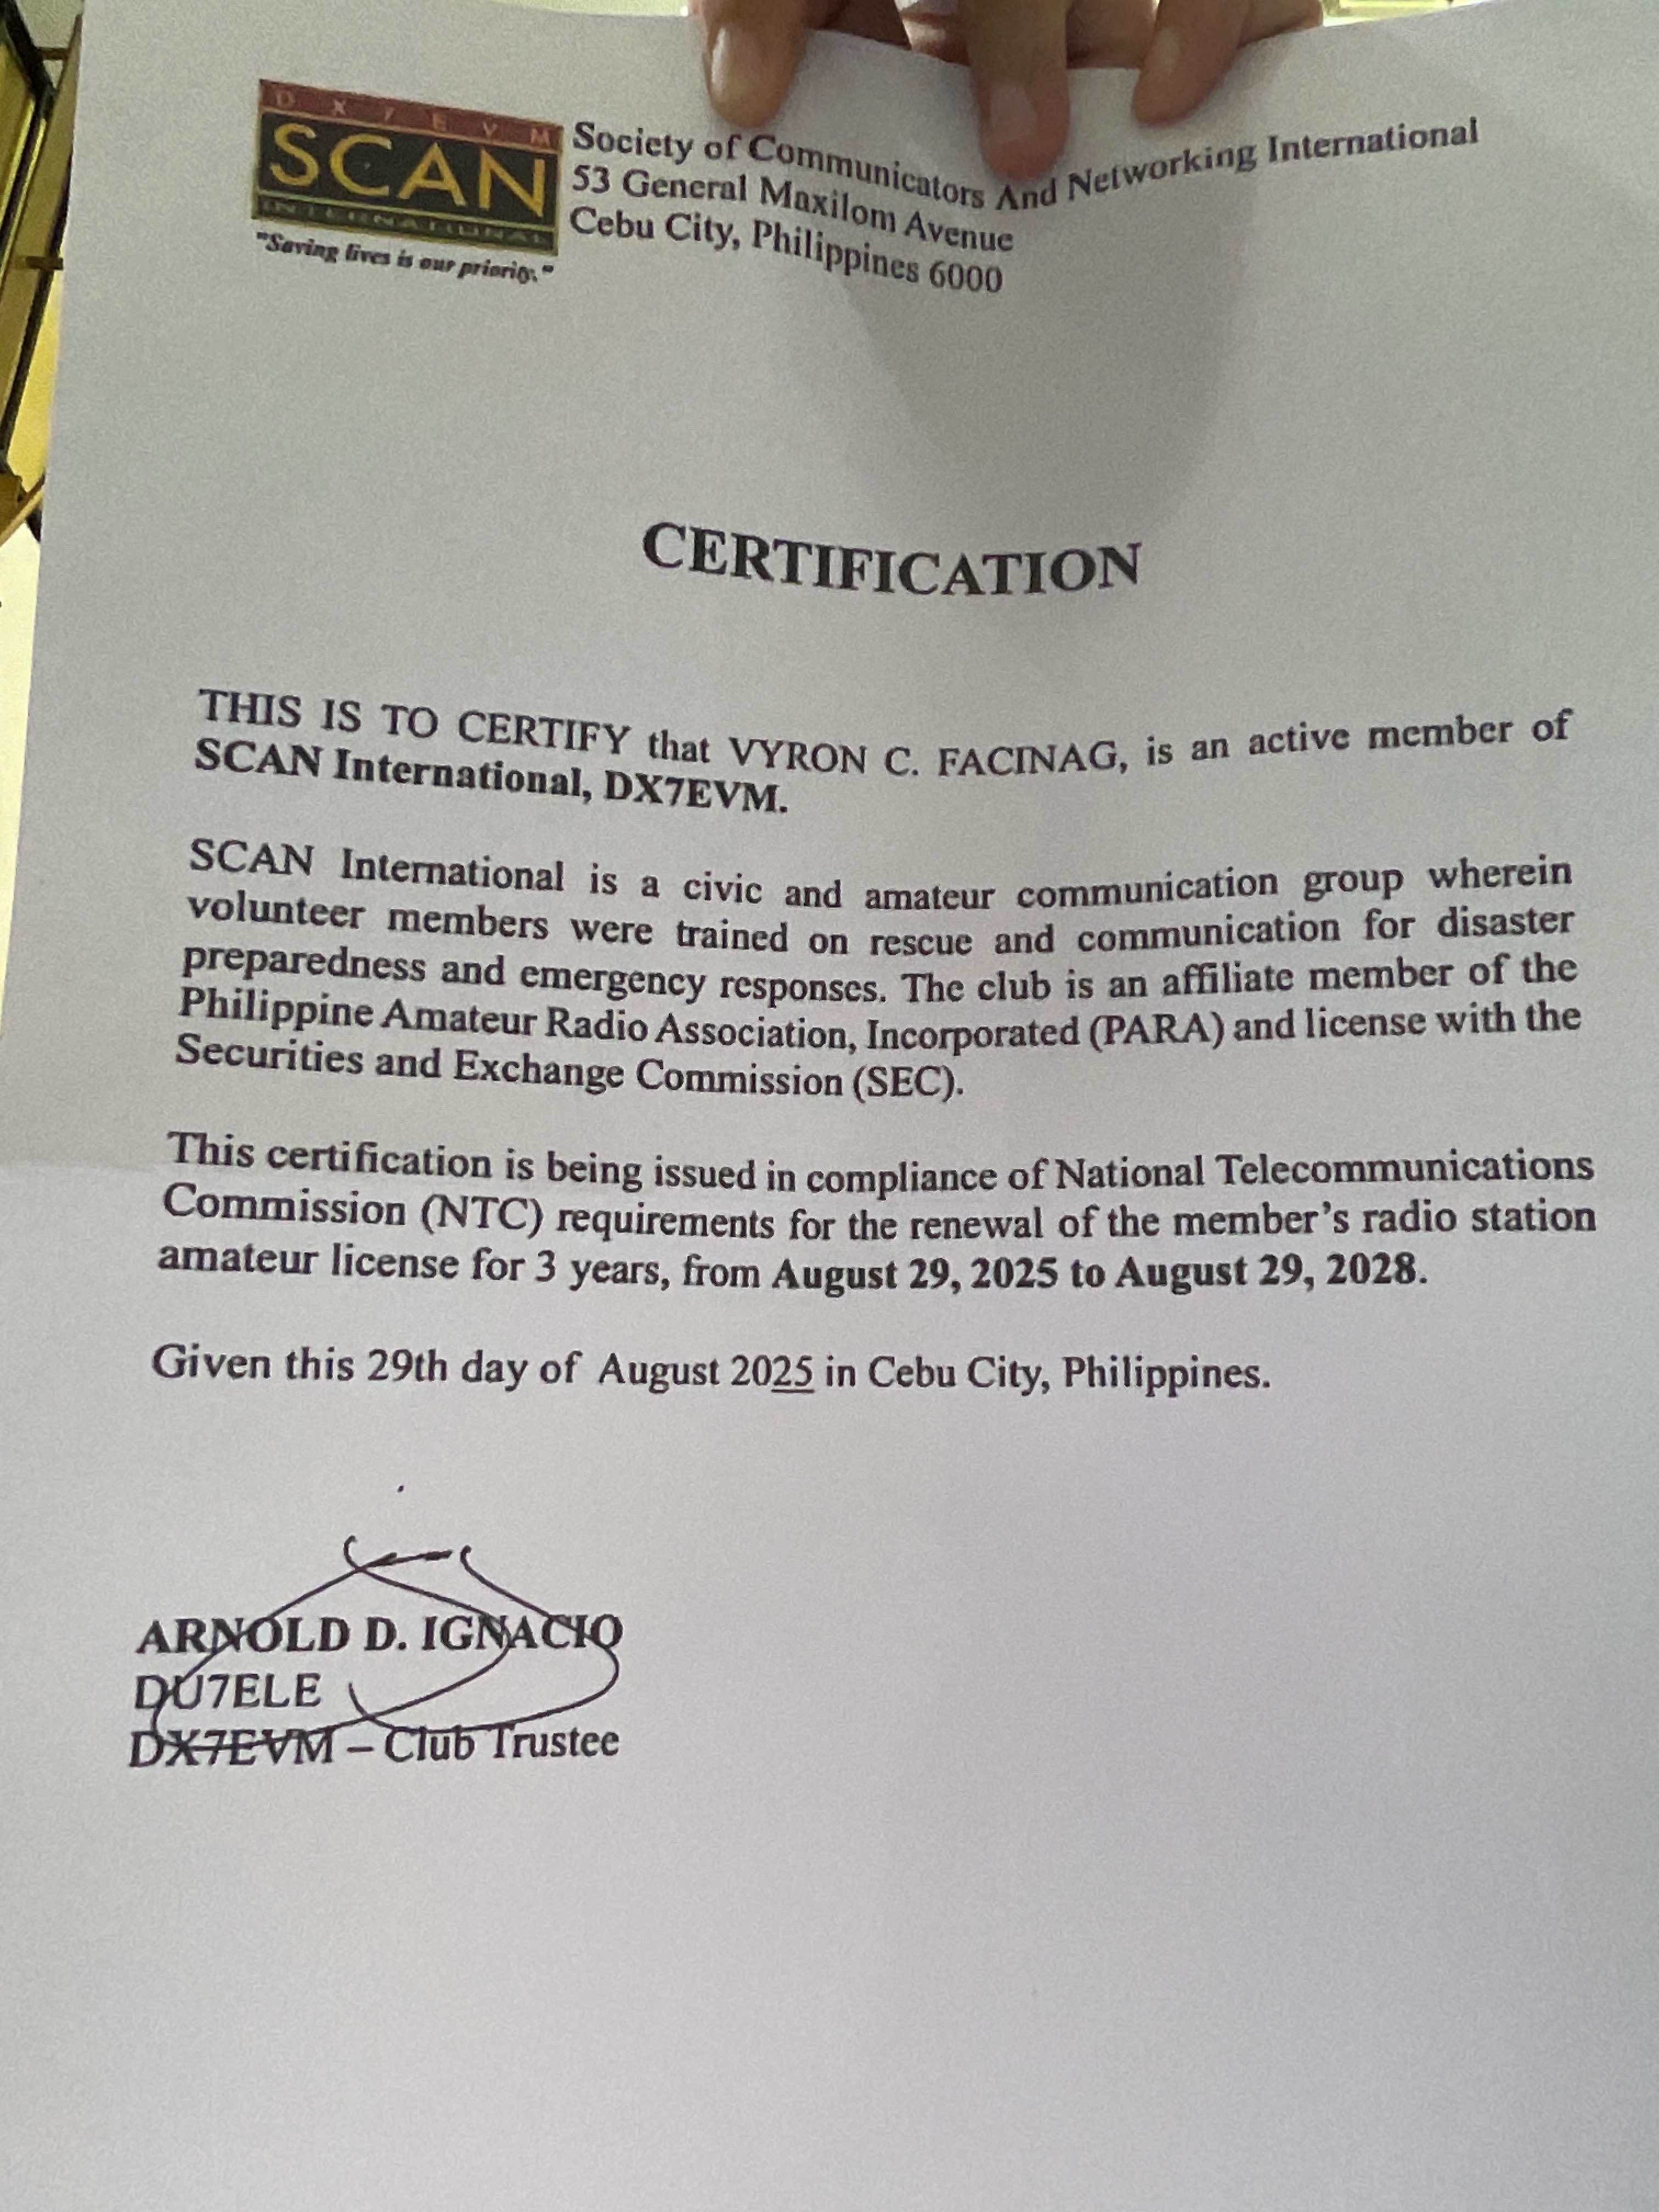 DX7EVM
SCAN
INTERNATIONAL
"Saving lives is our priority."
Society of Communicators And Networking International
53 General Maxilom Avenue
Cebu City, Philippines 6000
CERTIFICATION
THIS IS TO CERTIFY that VYRON C. FACINAG, is an active member of
SCAN International, DX7EVM.
SCAN International is a civic and amateur communication group wherein
volunteer members were trained on rescue and communication for disaster
preparedness and emergency responses. The club is an affiliate member of the
Philippine Amateur Radio Association, Incorporated (PARA) and license with the
Securities and Exchange Commission (SEC).
This certification is being issued in compliance of National Telecommunications
Commission (NTC) requirements for the renewal of the member's radio station
amateur license for 3 years, from August 29, 2025 to August 29, 2028.
Given this 29th day of August 2025 in Cebu City, Philippines.
ARNOLD D. IGNACIO
DU7ELE
DX7EVM – Club Trustee